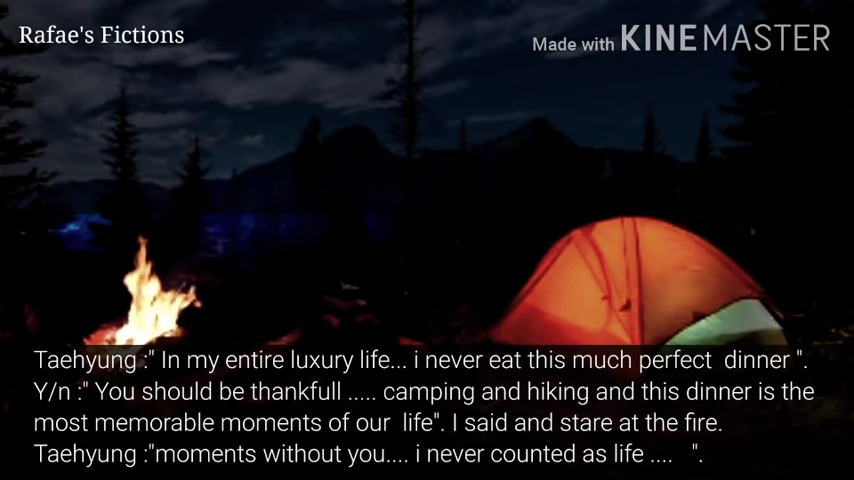 Rafae's Fictions
Made with KINEMASTER
Taehyung :" In my entire luxury life... i never eat this much perfect  dinner ".
Y/n :" You should be thankfull ..... camping and hiking and this dinner is the
most memorable moments of our  life". I said and stare at the fire.
Taehyung :"moments without you.... i never counted as life ....   ".